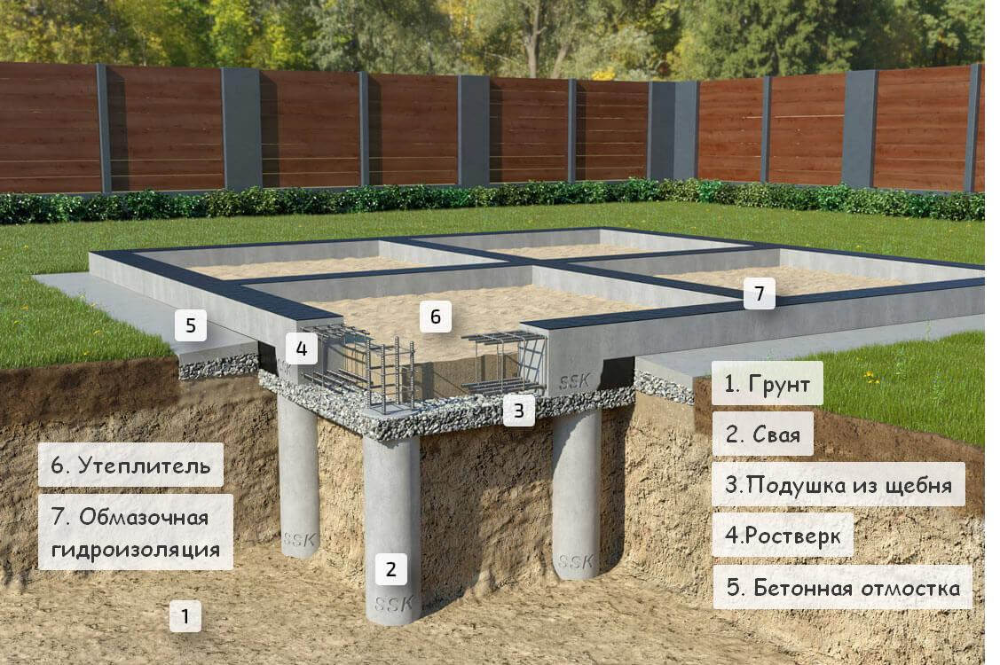 7
6
5
4
SSK
3
1. Грунт
2. Свая
3.Подушка из щебня
4.Ростверк
5. Бетонная отмостка
6. Утеплитель
7. Обмазочная
гидроизоляция
SSK
SSK
2
SSK
1